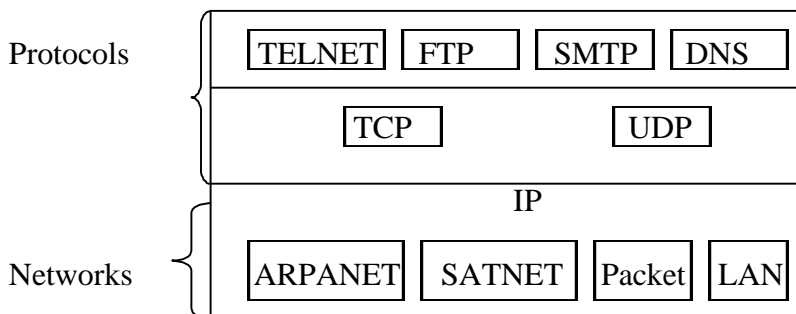 Protocols TELNET FTP SMTP DNS
TCP UDP
IP
Networks ARPANET SATNET Packet LAN